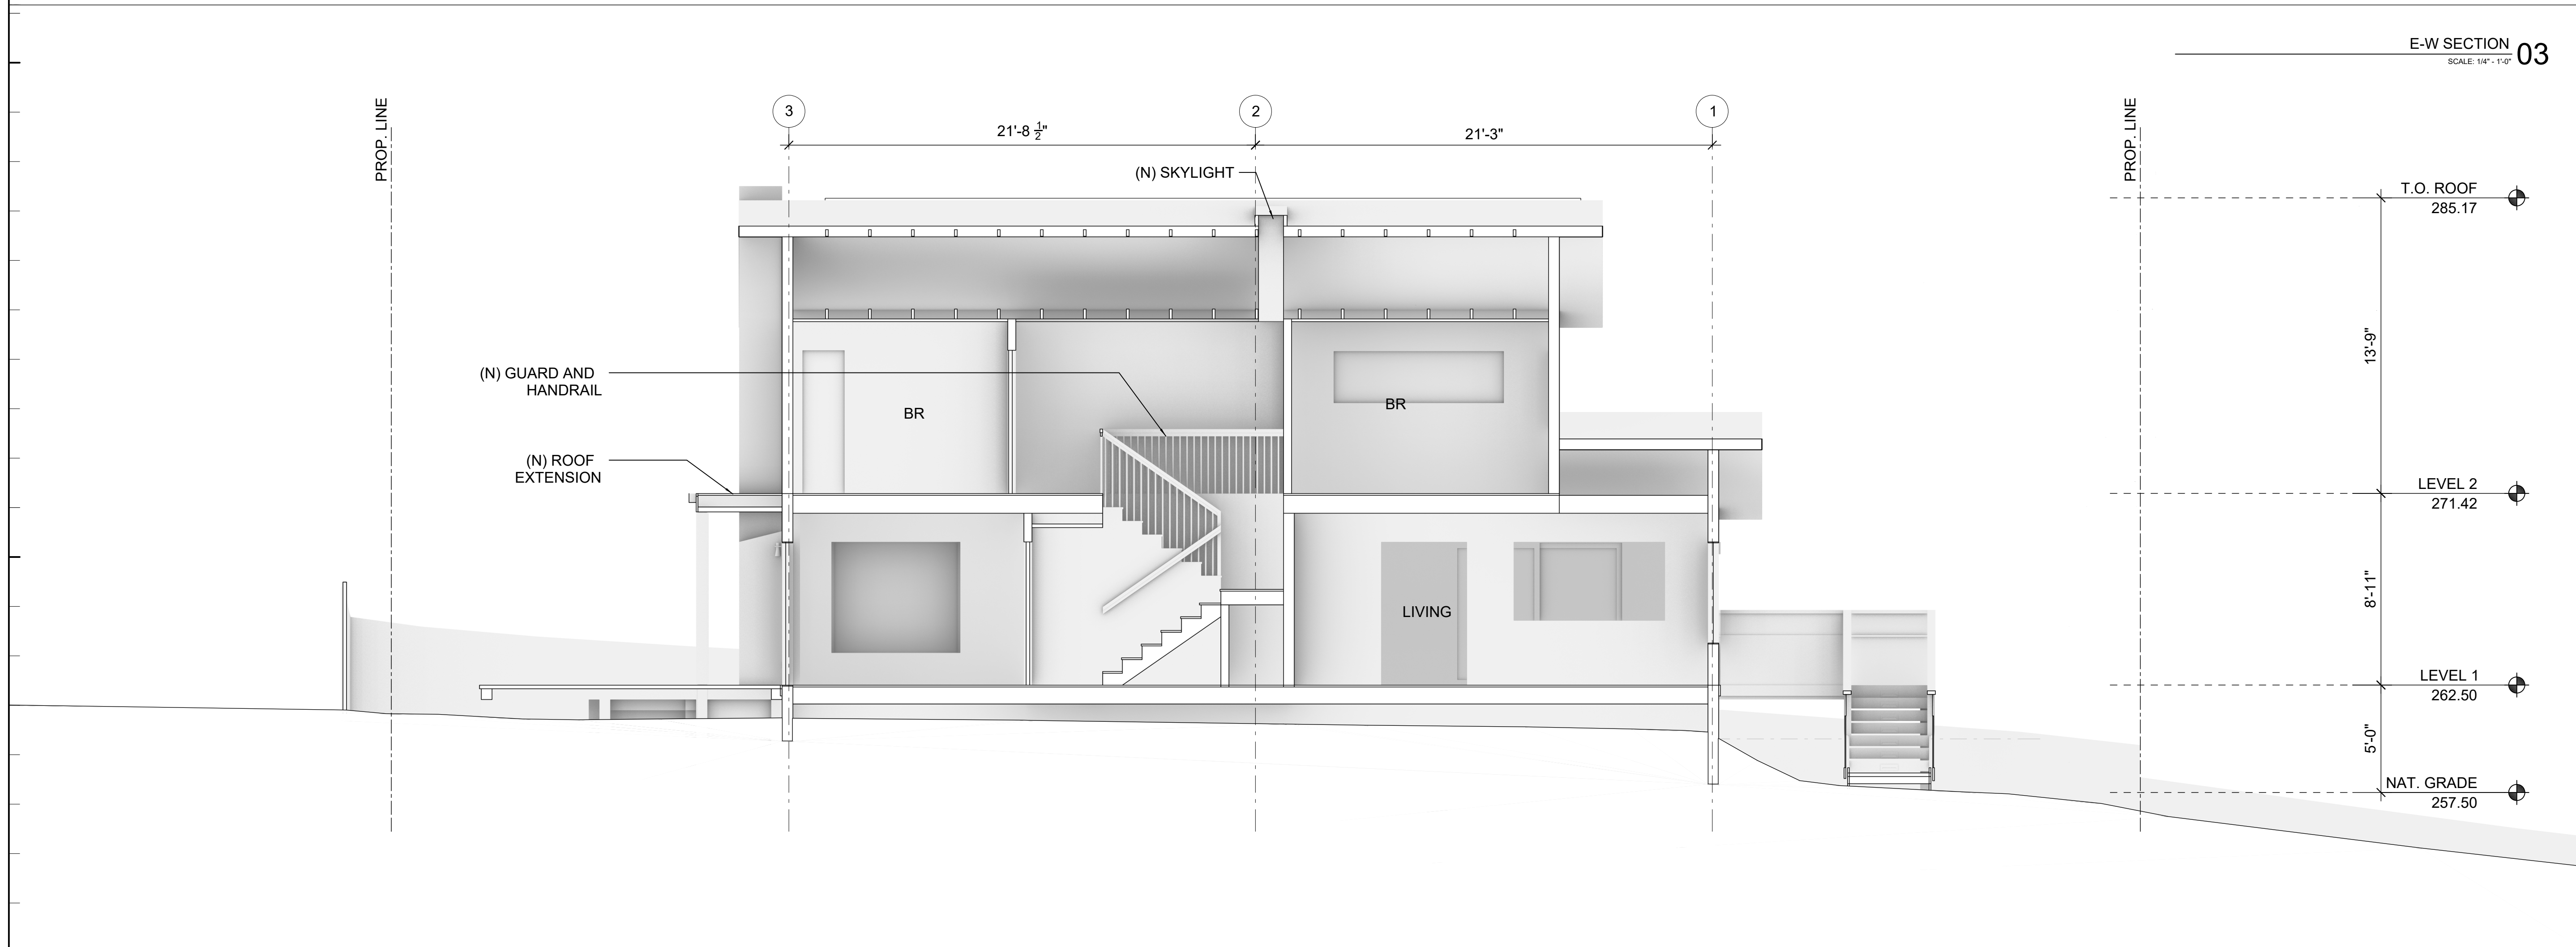 E-W SECTION
SCALE: 1/4" - 1'-0"
03
PROP. LINE
3
21'-8 1/2"
2
21'-3"
1
PROP. LINE
(N) SKYLIGHT
T.O. ROOF
285.17
13'-9"
(N) GUARD AND
HANDRAIL
BR
BR
(N) ROOF
EXTENSION
LEVEL 2
271.42
8'-11"
LIVING
LEVEL 1
262.50
5'-0"
NAT. GRADE
257.50